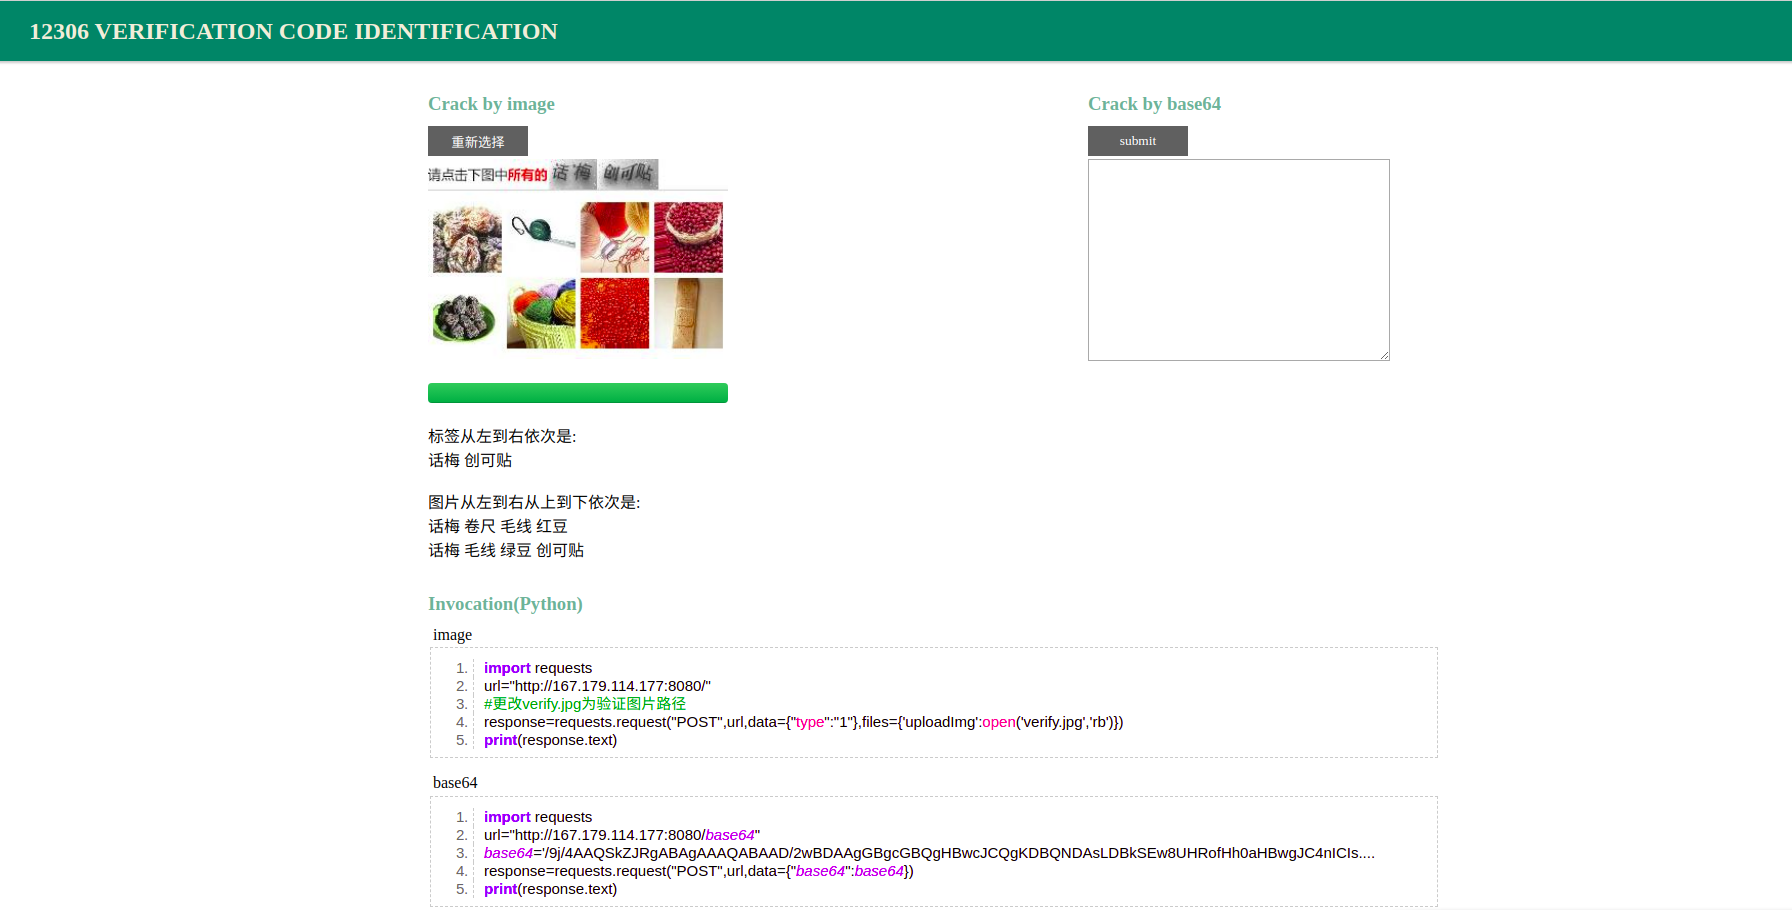 12306 VERIFICATION CODE IDENTIFICATION
Crack by image
重新选择
请点击下图中所有的 话梅 创可贴
标签从左到右依次是:
话梅 创可贴
图片从左到右从上到下依次是:
话梅 卷尺 毛线 红豆
话梅 毛线 绿豆 创可贴
Crack by base64
submit
Invocation(Python)
image
1. import requests
2. url="http://167.179.114.177:8080/"
3. #更改verify.jpg为验证图片路径
4. response=requests.request("POST",url,data={"type":"1"},files={'uploadImg':open('verify.jpg','rb')})
5. print(response.text)
base64
1. import requests
2. url="http://167.179.114.177:8080/base64"
3. base64='/9j/4AAQSkZJRgABAgAAAQABAAD/2wBDAAgGBgcGBQgHBwcJCQgKDBQNDAsLDBkSEw8UHRofHh0aHBwgJC4nICIs....
4. response=requests.request("POST",url,data={"base64":base64})
5. print(response.text)